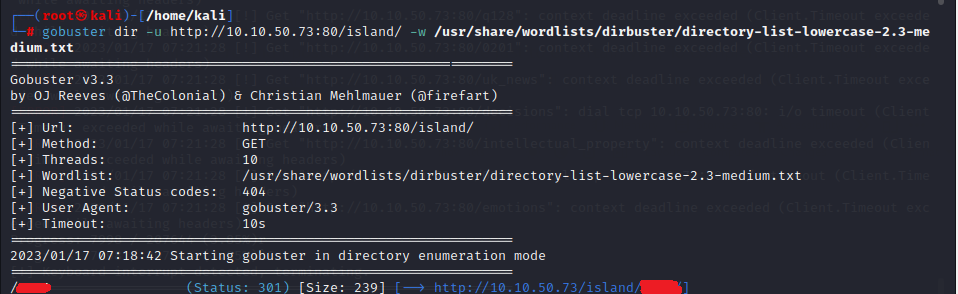 ┌──(root㉿kali)-[/home/kali]
└─# gobuster dir -u http://10.10.50.73:80/island/ -w /usr/share/wordlists/dirbuster/directory-list-lowercase-2.3-me
dium.txt
===============================================================
Gobuster v3.3
by OJ Reeves (@TheColonial) & Christian Mehlmauer (@firefart)
===============================================================
[+] Url: http://10.10.50.73:80/island/
[+] Method: GET
[+] Threads: 10
[+] Wordlist: /usr/share/wordlists/dirbuster/directory-list-lowercase-2.3-medium.txt
[+] Negative Status codes: 404
[+] User Agent: gobuster/3.3
[+] Timeout: 10s
===============================================================
2023/01/17 07:18:42 Starting gobuster in directory enumeration mode
===============================================================
/ (Status: 301) [Size: 239] [--> http://10.10.50.73/island/ ]